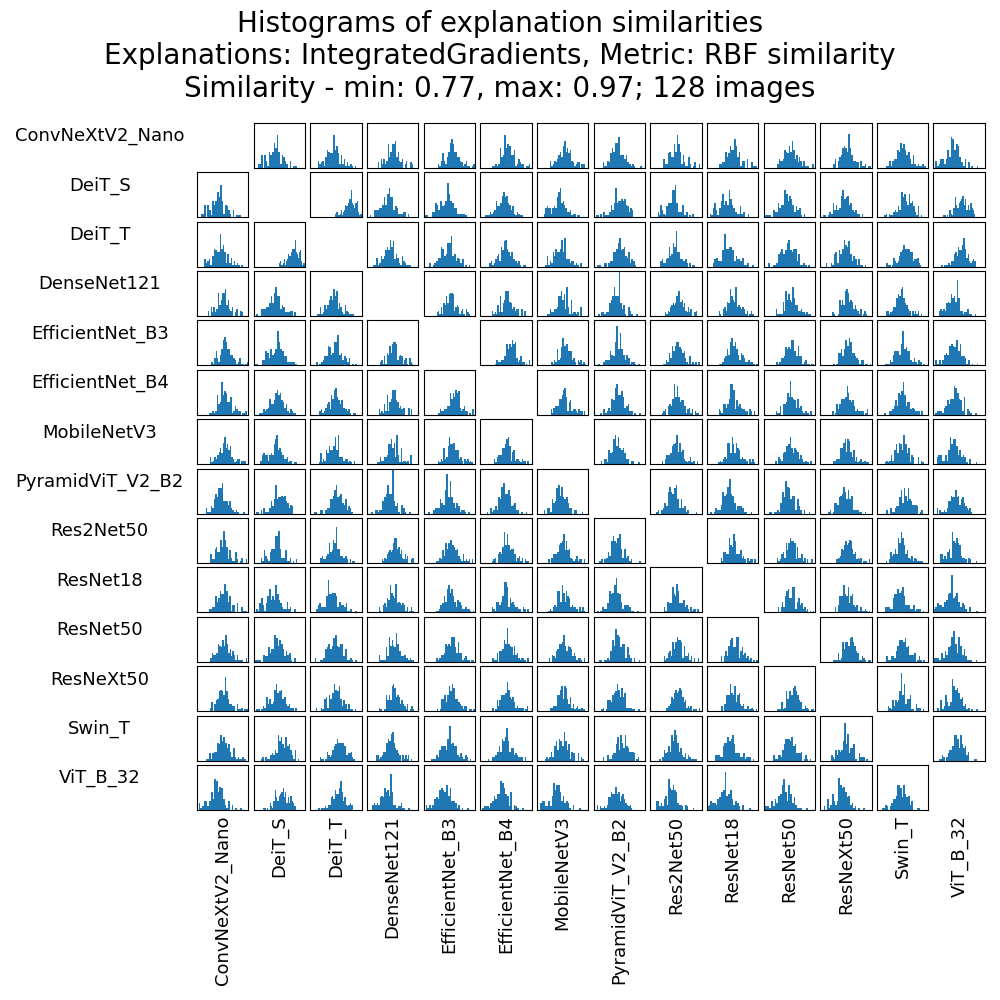 Histograms of explanation similarities
Explanations: IntegratedGradients, Metric: RBF similarity
Similarity - min: 0.77, max: 0.97; 128 images
ConvNeXtV2_Nano
DeiT_S
DeiT_T
DenseNet121
EfficientNet_B3
EfficientNet_B4
MobileNetV3
PyramidViT_V2_B2
Res2Net50
ResNet18
ResNet50
ResNeXt50
Swin_T
ViT_B_32
ConvNeXtV2_Nano
DeiT_S
DeiT_T
DenseNet121
EfficientNet_B3
EfficientNet_B4
MobileNetV3
PyramidViT_V2_B2
Res2Net50
ResNet18
ResNet50
ResNeXt50
Swin_T
ViT_B_32